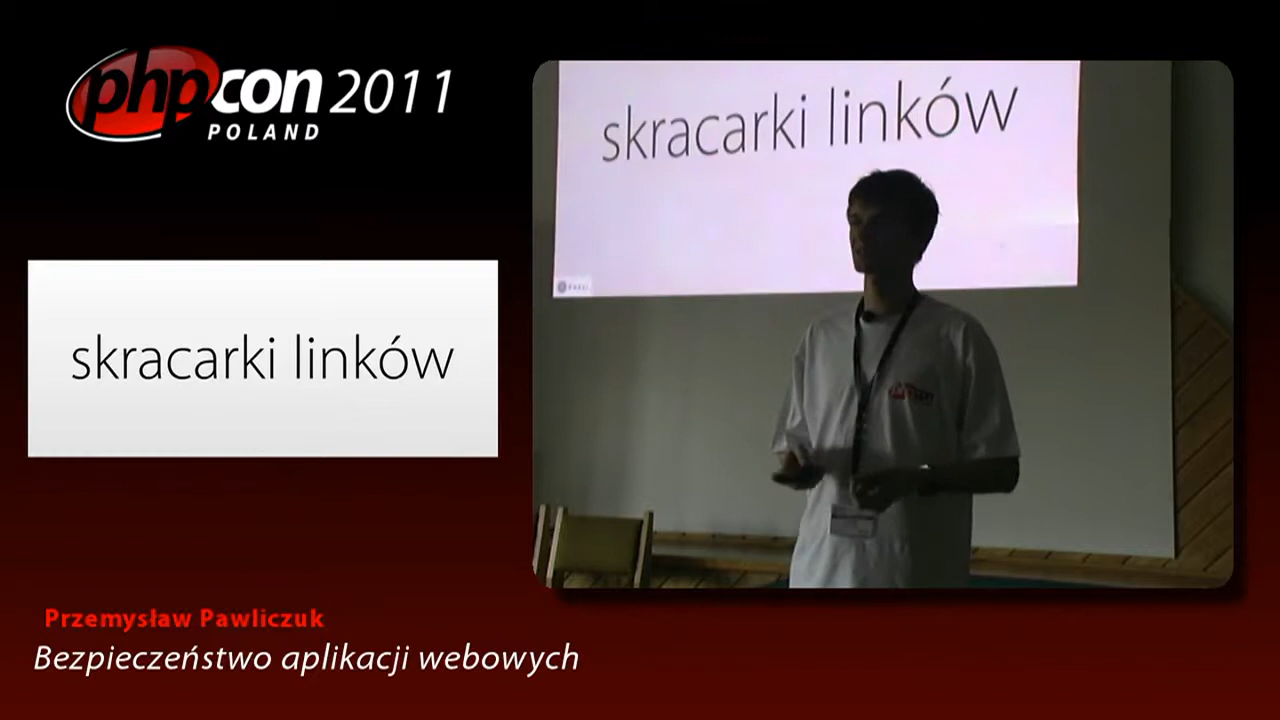 phpcon 2011
POLAND
skracarki linków
skracarki linków
Przemysław Pawliczuk
Bezpieczeństwo aplikacji webowych